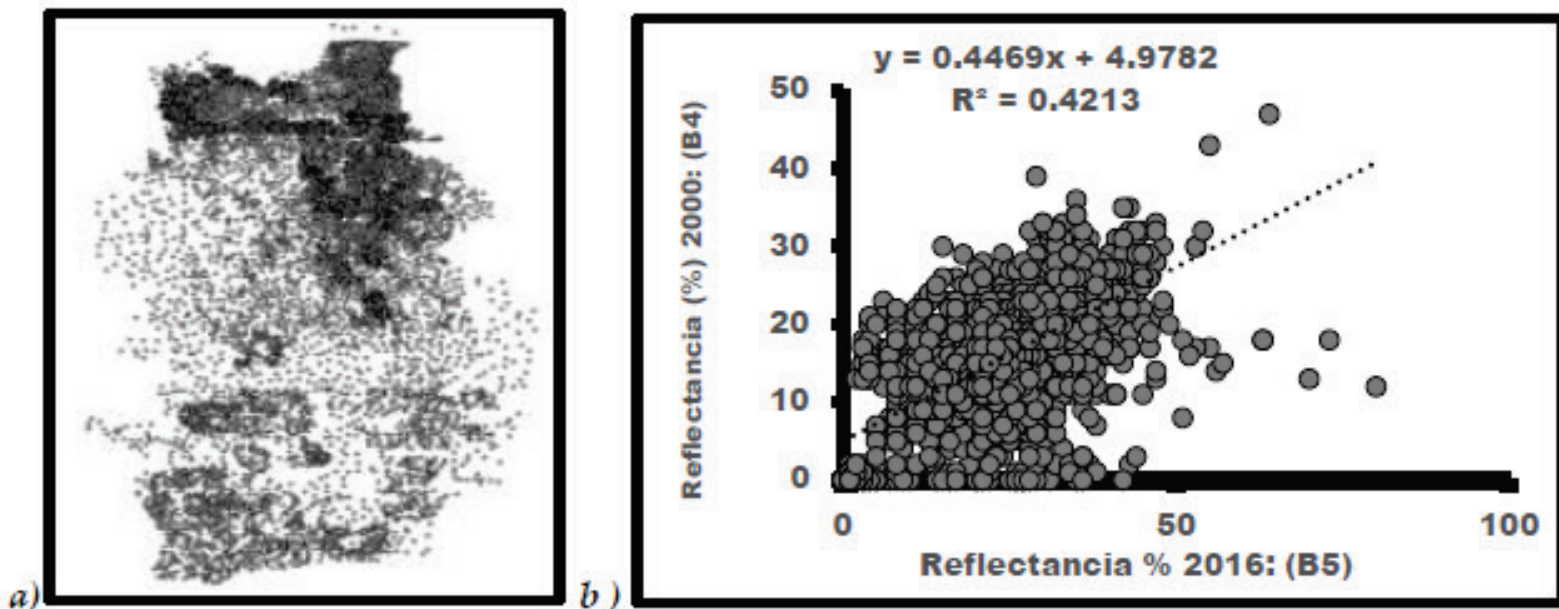 a)
b )
y = 0.4469x + 4.9782
R² = 0.4213
Reflectancia (%) 2000: (B4)
50
40
30
20
10
0
0 50 100
Reflectancia % 2016: (B5)